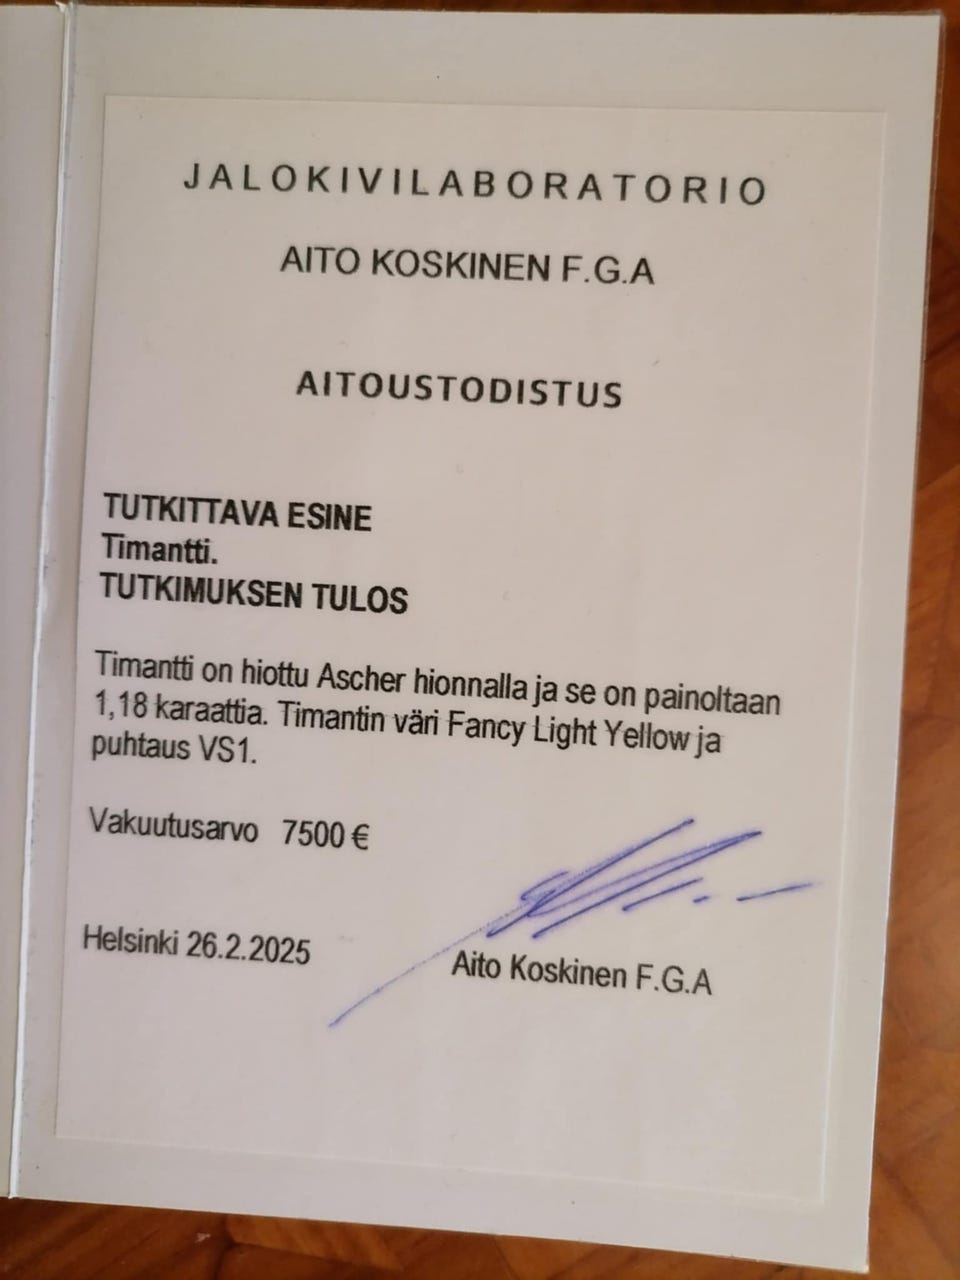 JALOKIVILABORATORIO
AITO KOSKINEN F.G.A
AITOUSTODISTUS
TUTKITTAVA ESINE
Timantti.
TUTKIMUKSEN TULOS
Timantti on hiottu Ascher hionnalla ja se on painoltaan
1,18 karaattia. Timantin väri Fancy Light Yellow ja
puhtaus VS1.
Vakuutusarvo 7500 €
Helsinki 26.2.2025
Aito Koskinen F.G.A